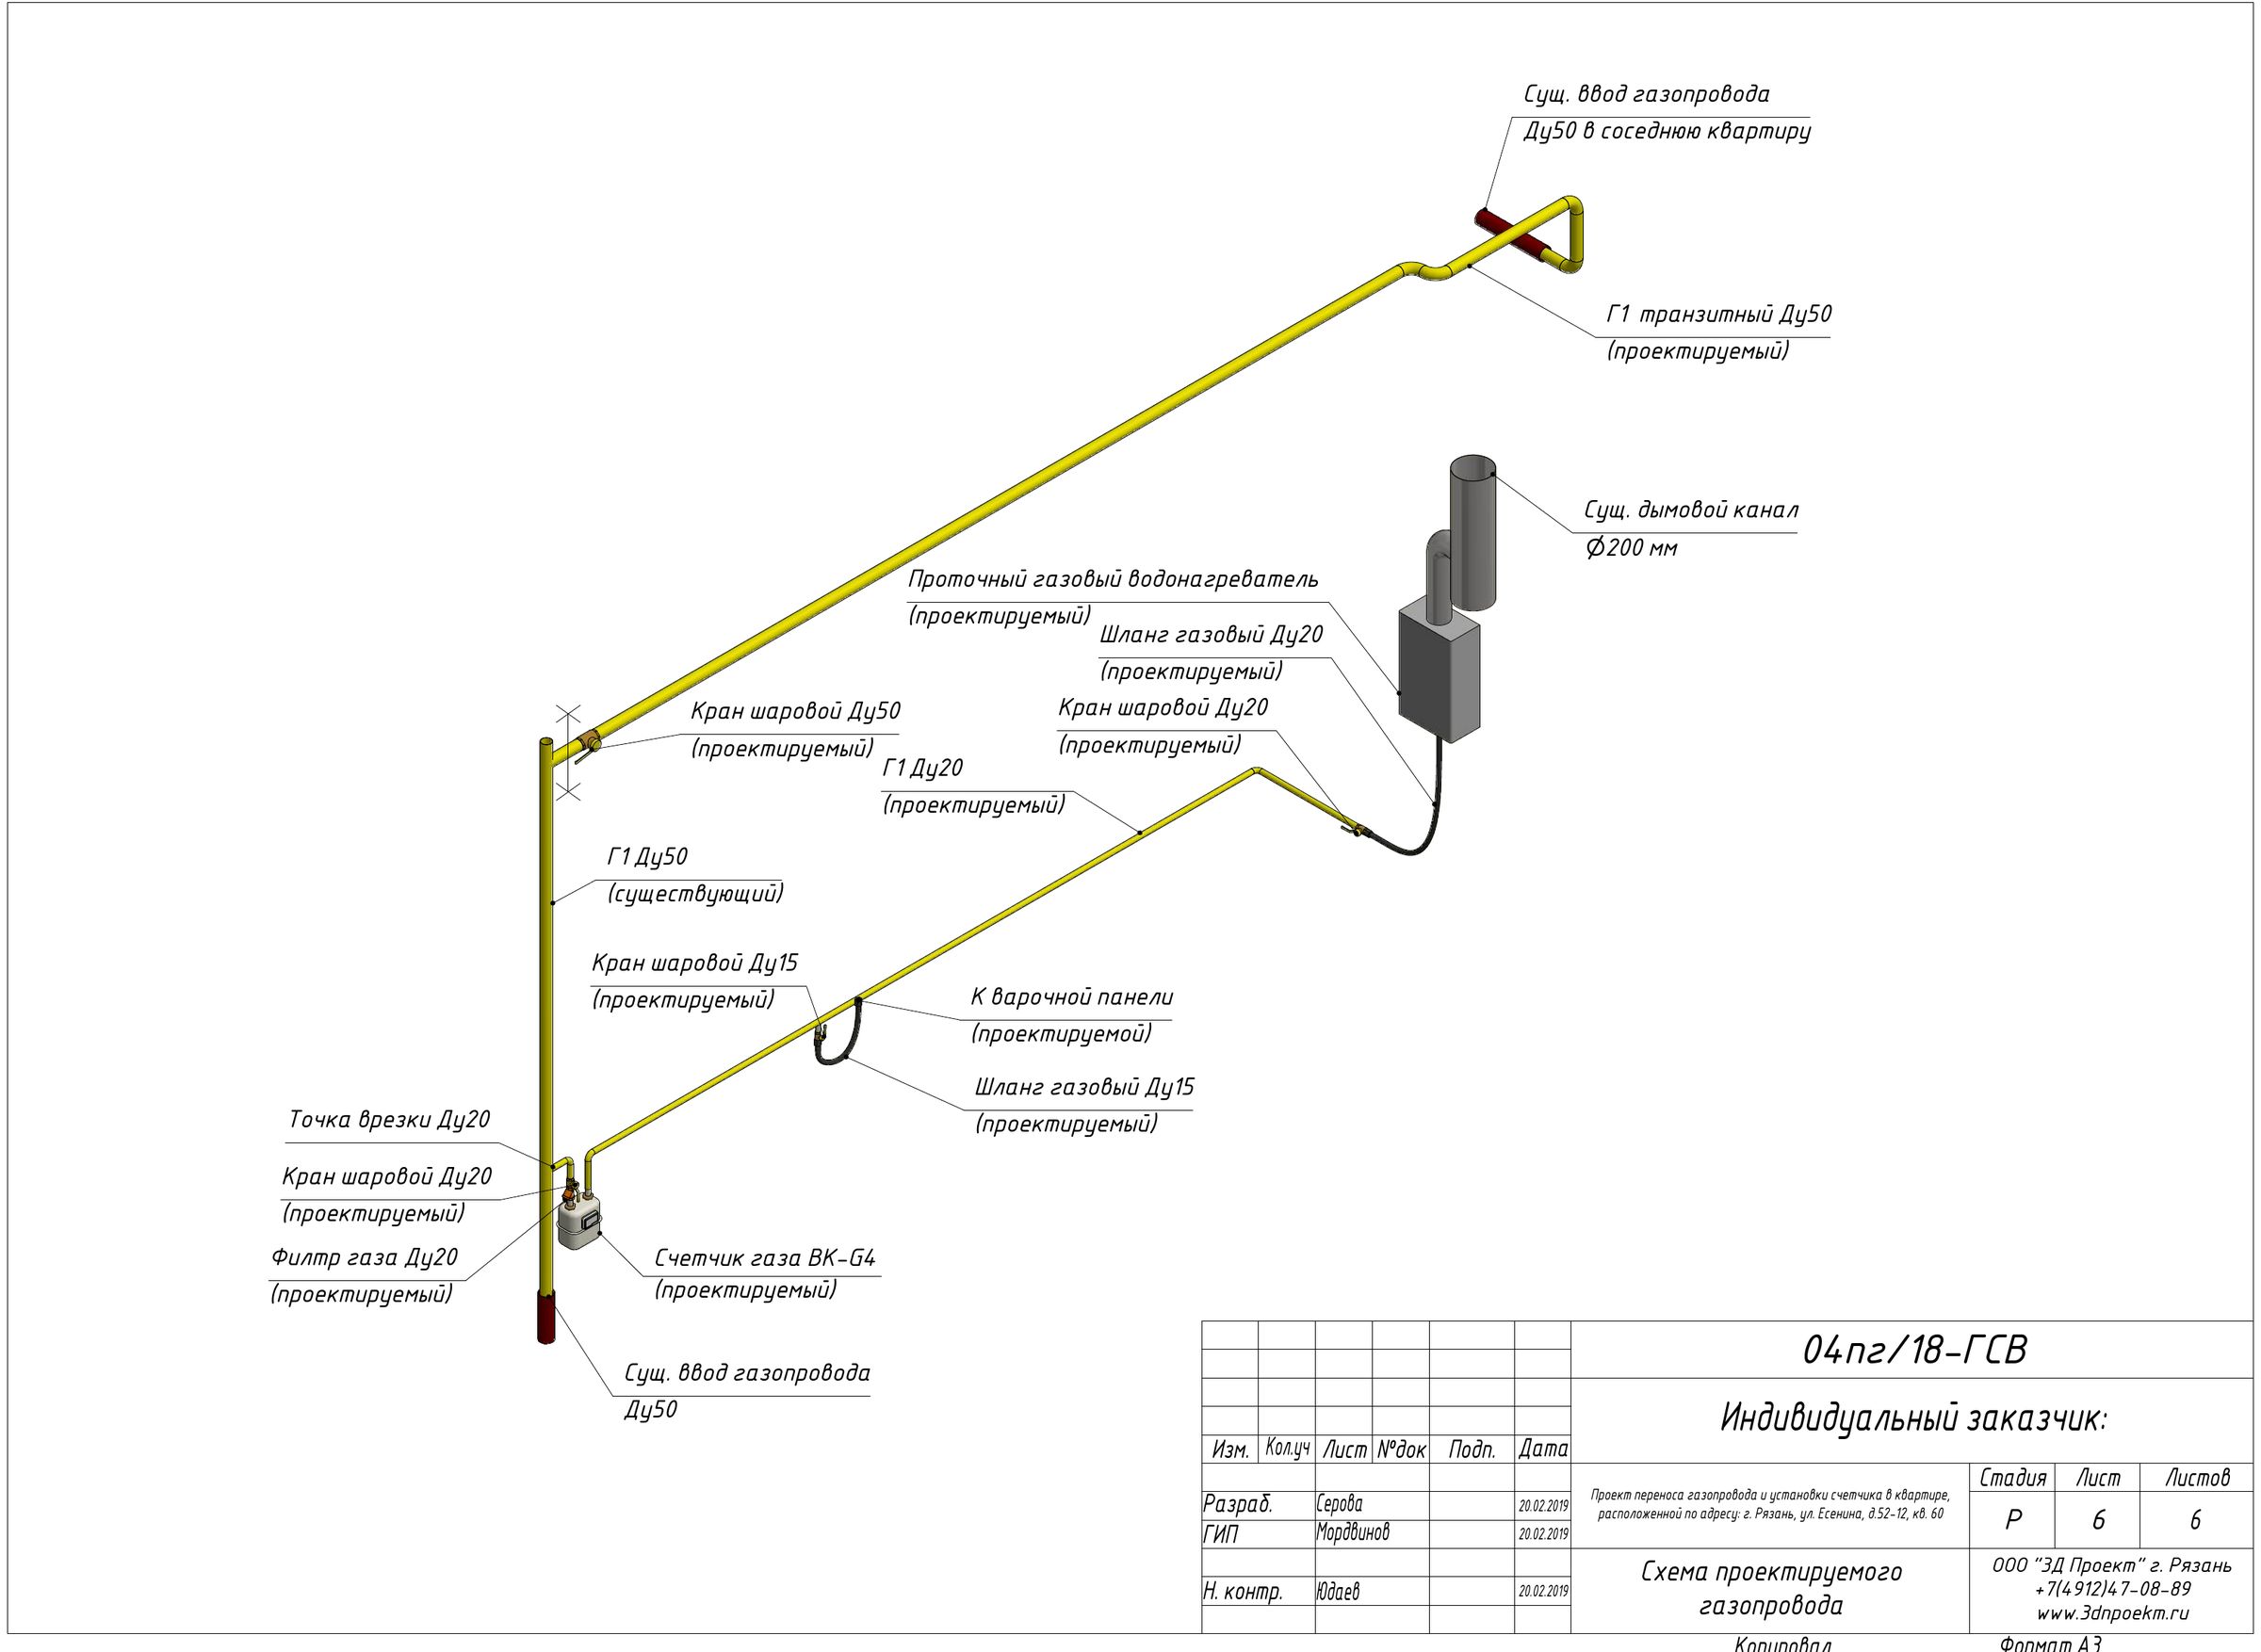 Сущ. ввод газопровода
Ду50 в соседнюю квартиру
Г1 транзитный Ду50
(проектируемый)
Сущ. дымовой канал
Ø200 мм
Проточный газовый водонагреватель
(проектируемый)
Шланг газовый Ду20
(проектируемый)
Кран шаровой Ду20
(проектируемый)
Кран шаровой Ду50
(проектируемый)
Г1 Ду20
(проектируемый)
Г1 Ду50
(существующий)
Кран шаровой Ду15
(проектируемый)
К варочной панели
(проектируемой)
Шланг газовый Ду15
(проектируемый)
Точка врезки Ду20
Кран шаровой Ду20
(проектируемый)
Филтр газа Ду20
(проектируемый)
Счетчик газа ВК-G4
(проектируемый)
Сущ. ввод газопровода
Ду50
04пг/18-ГСВ
Индивидуальный заказчик:
Изм. Кол.уч Лист №док Подп. Дата
Разраб. Серова 20.02.2019
ГИП Мордвинов 20.02.2019
Н. контр. Юдаев 20.02.2019
Проект переноса газопровода и установки счетчика в квартире,
расположенной по адресу: г. Рязань, ул. Есенина, д.52-12, кв. 60
Стадия Лист Листов
Р 6 6
Схема проектируемого
газопровода
ООО "3Д Проект" г. Рязань
+7(4912)47-08-89
www.3dпроект.ru
Копировал Формат А3